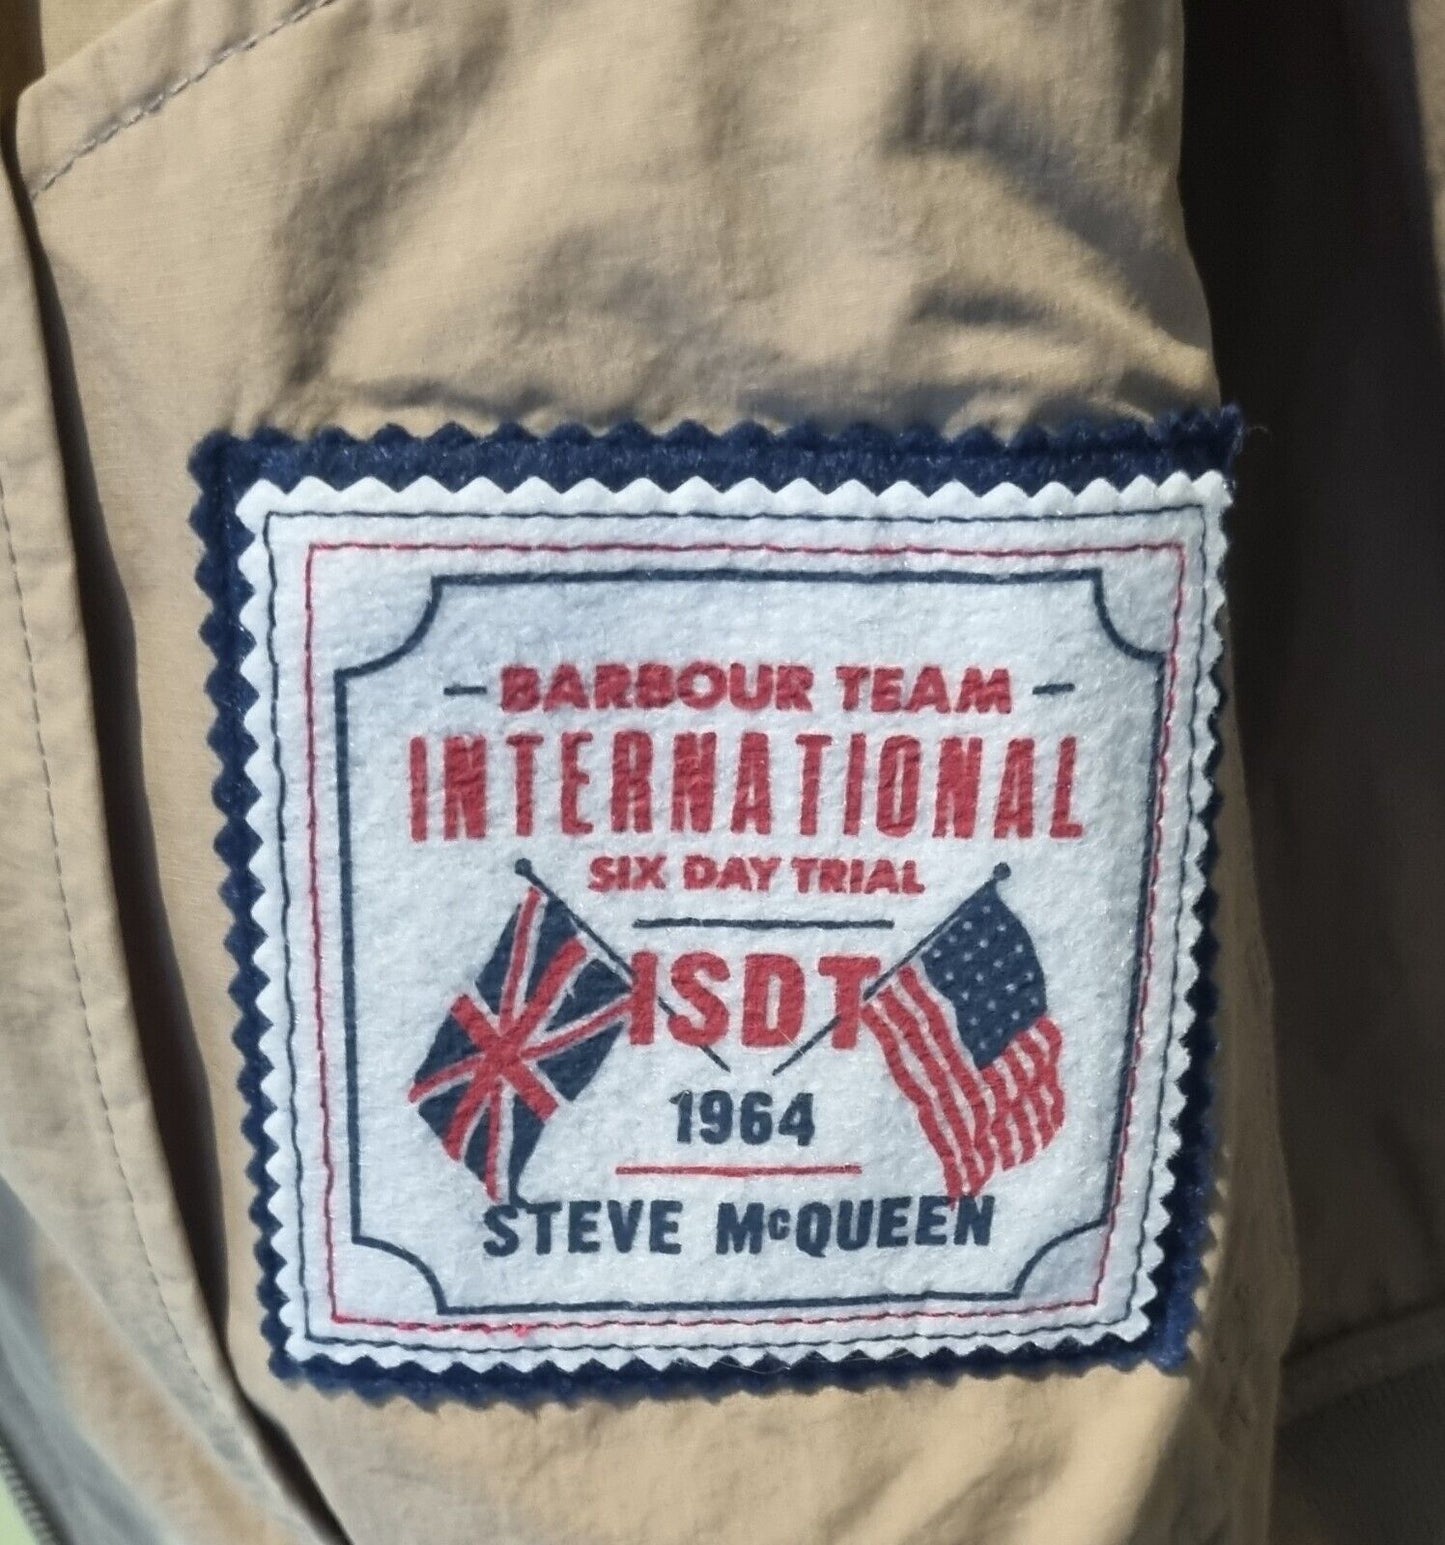 BARBOUR TEAM
INTERNATIONAL
SIX DAY TRIAL
ISDT
1964
STEVE McQUEEN